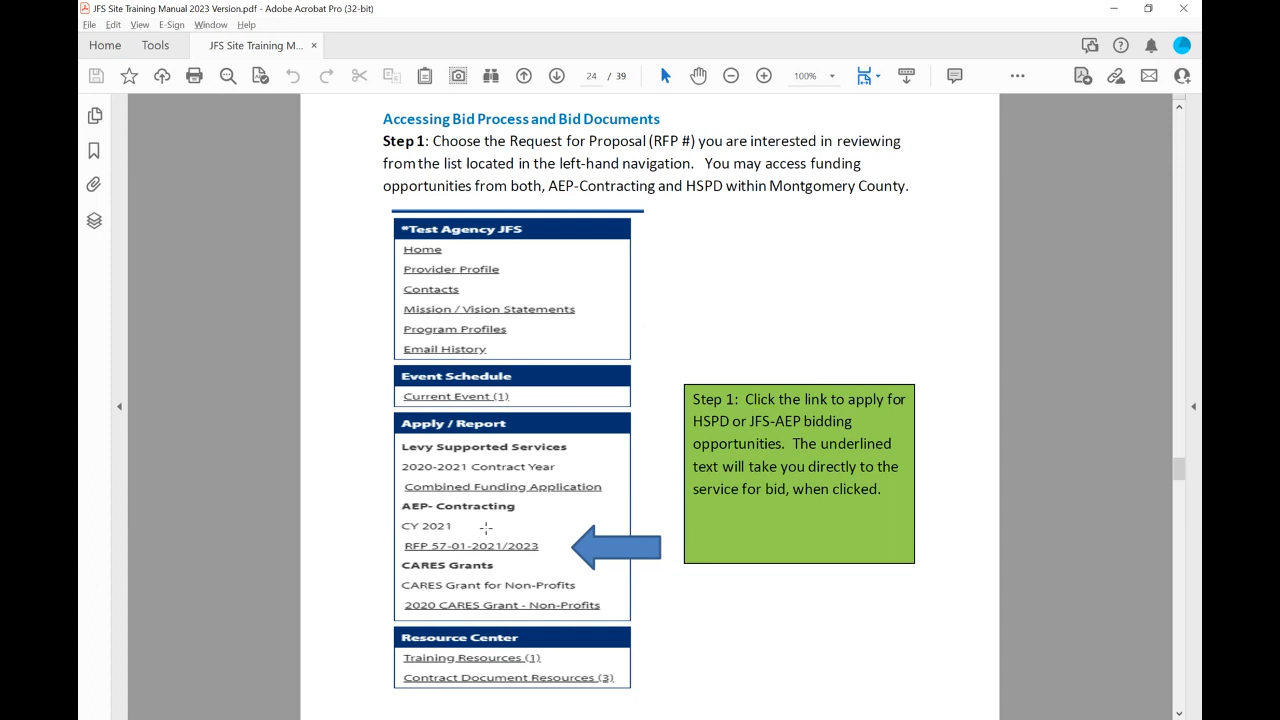 JFS Site Training Manual 2023 Version.pdf - Adobe Acrobat Pro (32-bit)
File Edit View E-Sign Window Help
Home Tools JFS Site Training M... ×
24 / 39 100%
Accessing Bid Process and Bid Documents
Step 1: Choose the Request for Proposal (RFP #) you are interested in reviewing
from the list located in the left-hand navigation. You may access funding
opportunities from both, AEP-Contracting and HSPD within Montgomery County.
*Test Agency JFS
Home
Provider Profile
Contacts
Mission / Vision Statements
Program Profiles
Email History
Event Schedule
Current Event (1)
Apply / Report
Levy Supported Services
2020-2021 Contract Year
Combined Funding Application
AEP- Contracting
CY 2021
RFP 57-01-2021/2023
CARES Grants
CARES Grant for Non-Profits
2020 CARES Grant - Non-Profits
Resource Center
Training Resources (1)
Contract Document Resources (3)
Step 1: Click the link to apply for
HSPD or JFS-AEP bidding
opportunities. The underlined
text will take you directly to the
service for bid, when clicked.